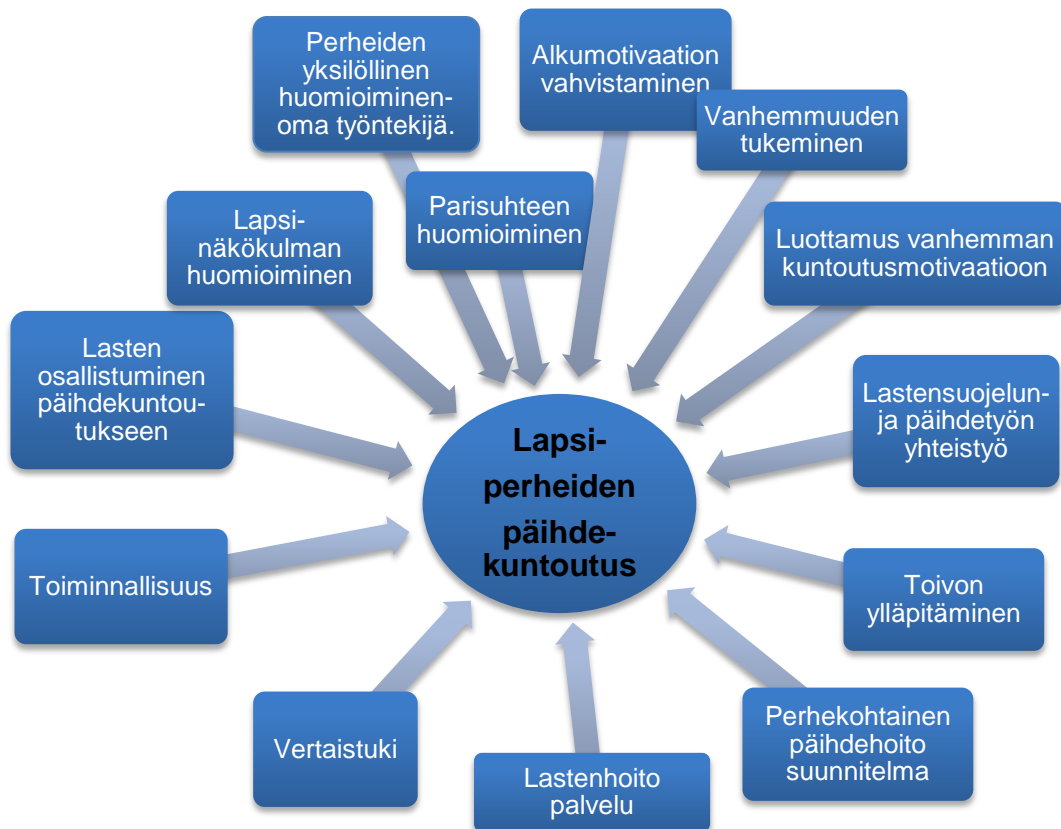 Perheiden
yksilöllinen
huomioiminen-
oma työntekijä.
Alkumotivaation
vahvistaminen
Vanhemmuuden
tukeminen
Parisuhteen
huomioiminen
Lapsi-
näkökulman
huomioiminen
Luottamus vanhemman
kuntoutusmotivaatioon
Lasten
osallistuminen
päihdekuntou-
tukseen
Lastensuojelun-
ja päihdetyön
yhteistyö
Lapsi-
perheiden
päihde-
kuntoutus
Toiminnallisuus
Toivon
ylläpitäminen
Vertaistuki
Lastenhoito
palvelu
Perhekohtainen
päihdehoito
suunnitelma